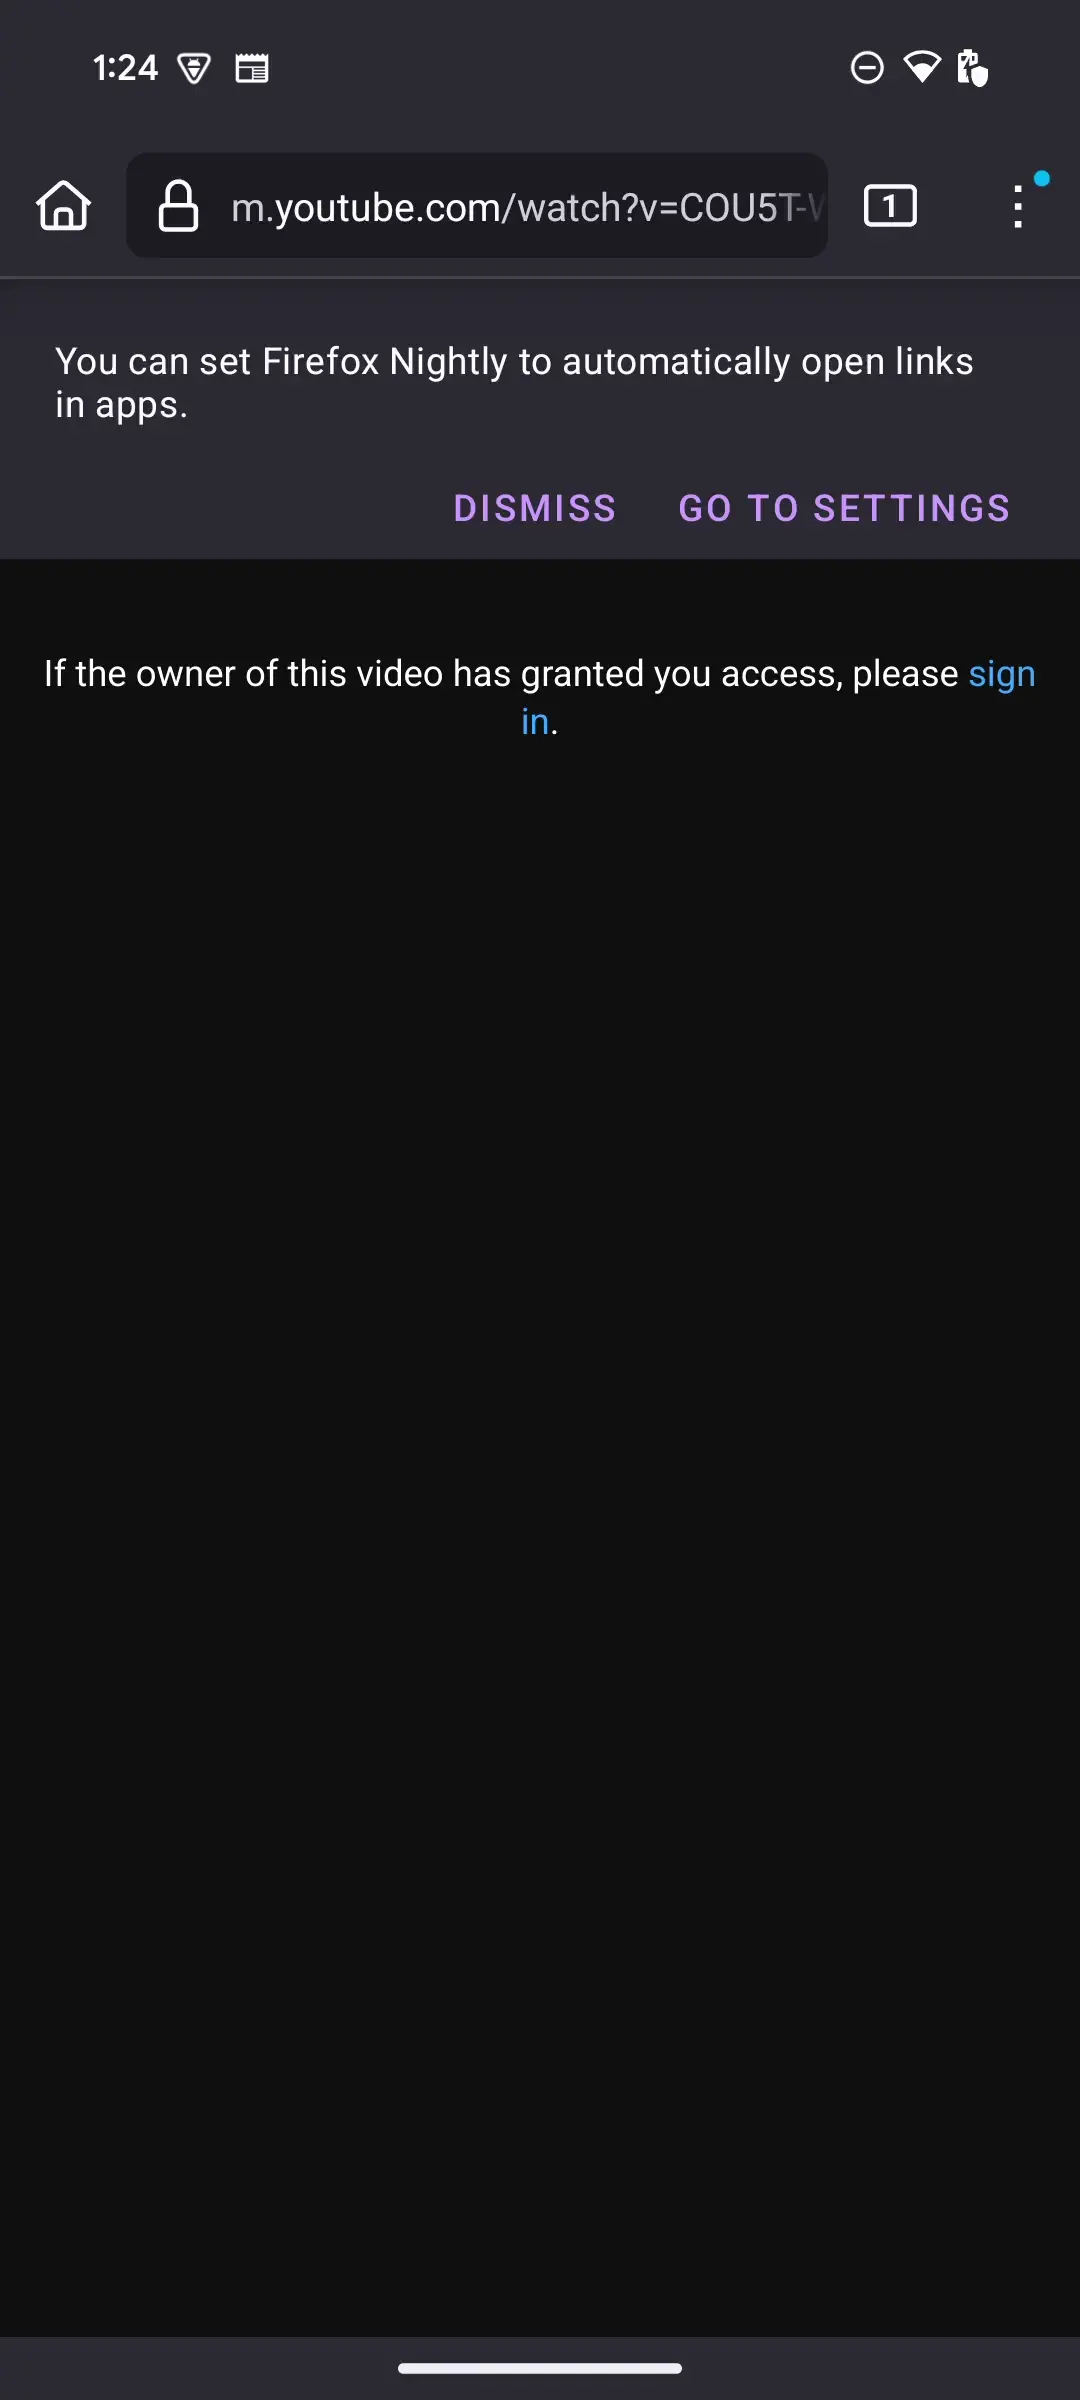 1:24
m.youtube.com/watch?v=COU5T-
1
You can set Firefox Nightly to automatically open links
in apps.
DISMISS GO TO SETTINGS
If the owner of this video has granted you access, please sign
in.